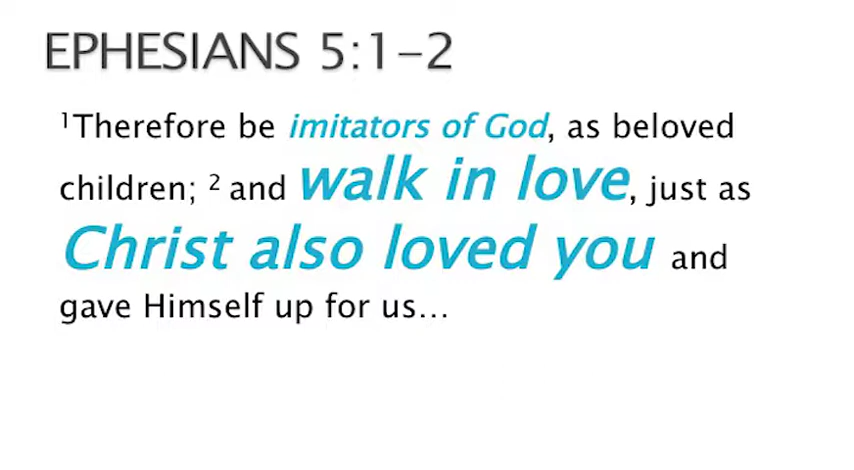 EPHESIANS 5:1–2
¹Therefore be imitators of God, as beloved
children; ² and walk in love, just as
Christ also loved you and
gave Himself up for us…